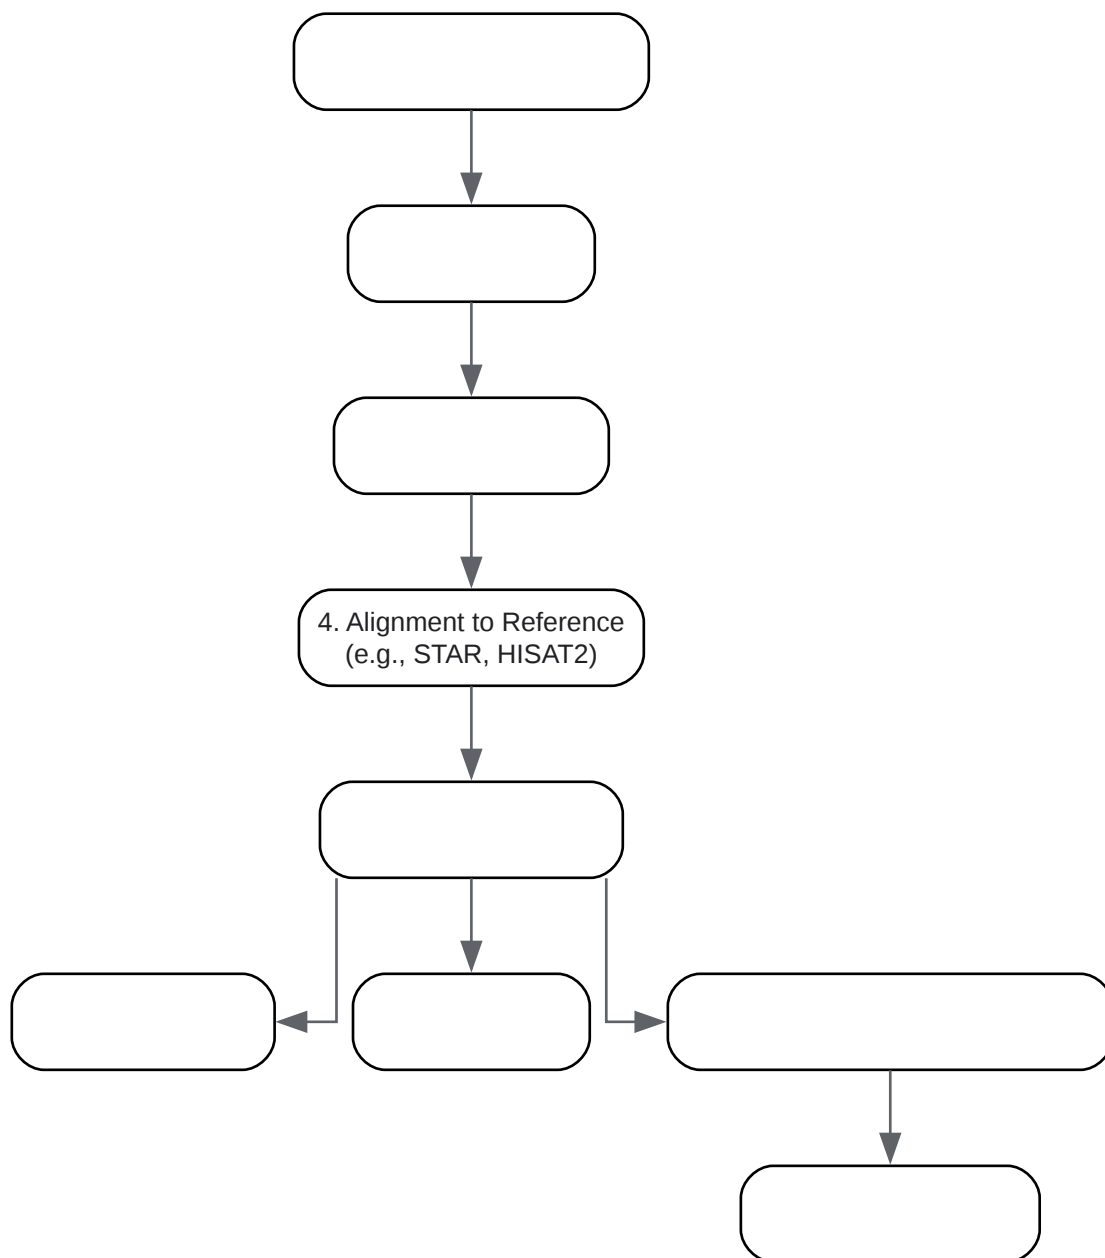 4. Alignment to Reference
(e.g., STAR, HISAT2)